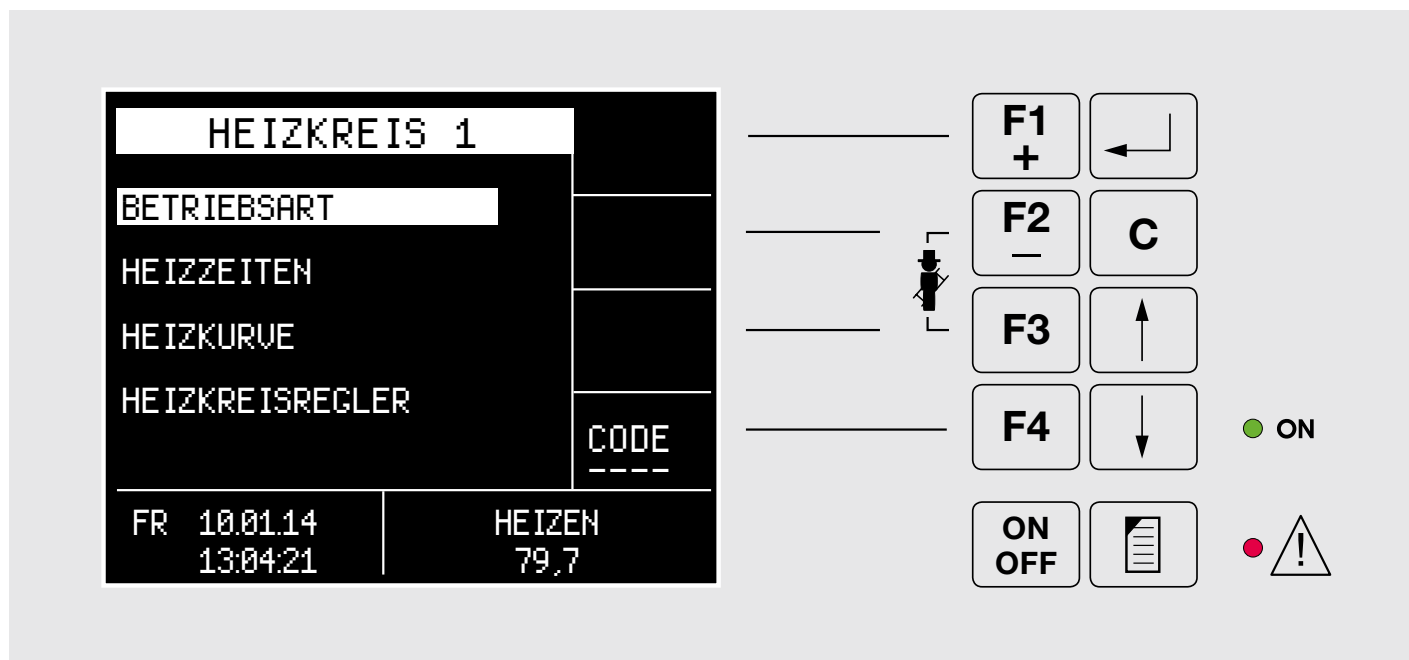 HEIZKREIS 1
BETRIEBSART
HEIZZEITEN
HEIZKURVE
HEIZKREISREGLER
CODE
----
FR 10.01.14
13:04:21
HEIZEN
79,7
F1
+
F2
—
C
F3
F4
ON
ON
OFF
!